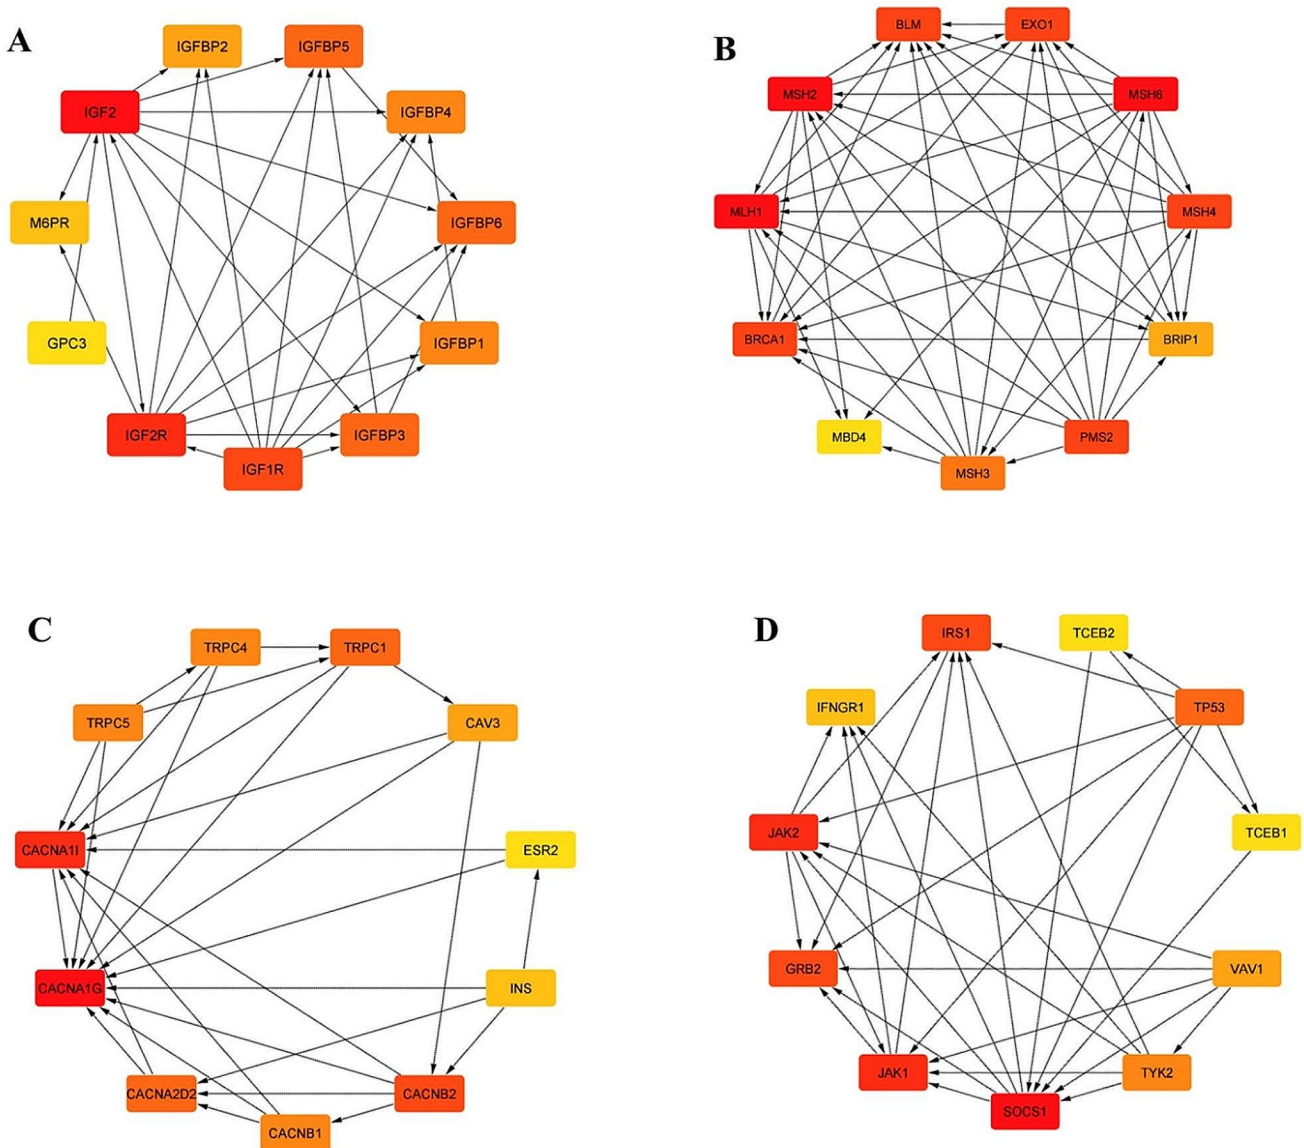 A
IGFBP2
IGFBP5
IGF2
IGFBP4
M6PR
IGFBP6
GPC3
IGFBP1
IGF2R
IGFBP3
IGF1R
B
BLM
EXO1
MSH2
MSH6
MLH1
MSH4
BRCA1
BRIP1
MBD4
PMS2
MSH3
C
TRPC4
TRPC1
TRPC5
CAV3
CACNA1I
ESR2
CACNA1G
INS
CACNA2D2
CACNB2
CACNB1
D
IRS1
TCEB2
IFNGR1
TP53
JAK2
TCEB1
GRB2
VAV1
JAK1
TYK2
SOCS1